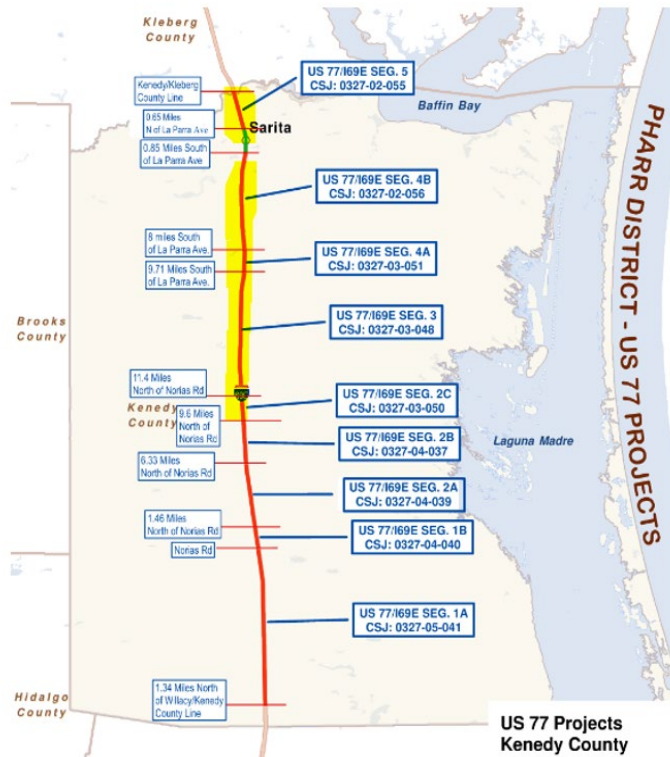 Kleberg
County
Kenedy/Kleberg
County Line
US 77/I69E SEG. 5
CSJ: 0327-02-055
Baffin Bay
0.65 Miles
N of La Parra Ave
Sarita
0.85 Miles South
of La Parra Ave
US 77/I69E SEG. 4B
CSJ: 0327-02-056
8 miles South
of La Parra Ave.
US 77/I69E SEG. 4A
CSJ: 0327-03-051
9.71 Miles South
of La Parra Ave.
Brooks
County
US 77/I69E SEG. 3
CSJ: 0327-03-048
11.4 Miles
North of Norias Rd
Kenedy
County
US 77/I69E SEG. 2C
CSJ: 0327-03-050
9.6 Miles
North of
Norias Rd
US 77/I69E SEG. 2B
CSJ: 0327-04-037
Laguna Madre
6.33 Miles
North of Norias Rd
US 77/I69E SEG. 2A
CSJ: 0327-04-039
1.46 Miles
North of Norias Rd
US 77/I69E SEG. 1B
CSJ: 0327-04-040
Norias Rd
US 77/I69E SEG. 1A
CSJ: 0327-05-041
1.34 Miles North
of Willacy/Kenedy
County Line
Hidalgo
County
PHARR DISTRICT - US 77 PROJECTS
US 77 Projects
Kenedy County